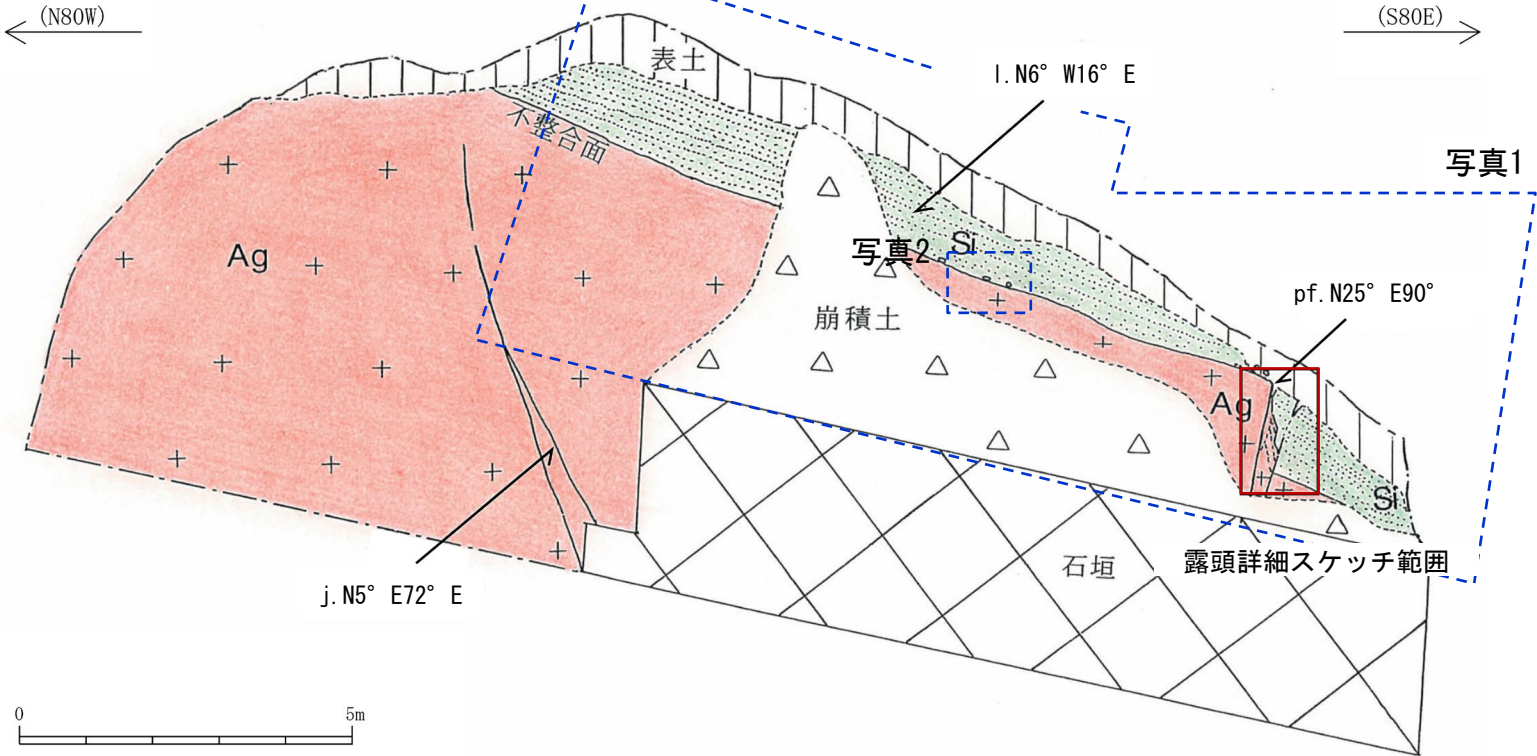 (N80W)
(S80E)
表土
l.N6° W16° E
写真1
不整合面
Ag
写真2
Si
崩積土
pf.N25° E90°
Ag
Si
石垣
露頭詳細スケッチ範囲
j.N5° E72° E
0
5m